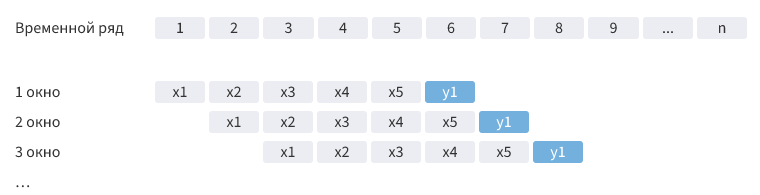 Временной ряд 1 2 3 4 5 6 7 8 9 ... n
1 окно x1 x2 x3 x4 x5 y1
2 окно x1 x2 x3 x4 x5 y1
3 окно x1 x2 x3 x4 x5 y1
...